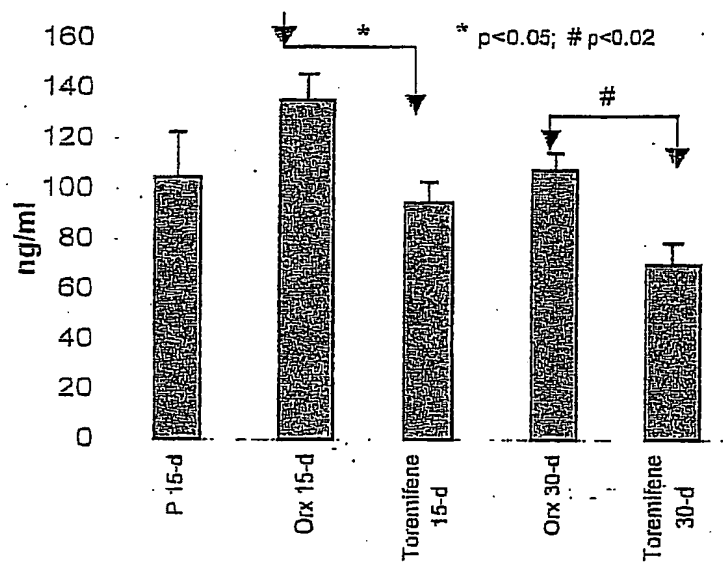 160
140
120
100
80
60
40
20
0
ng/ml
*
* p<0.05; # p<0.02
#
P 15-d
Orx 15-d
Toremifene
15-d
Orx 30-d
Toremifene
30-d